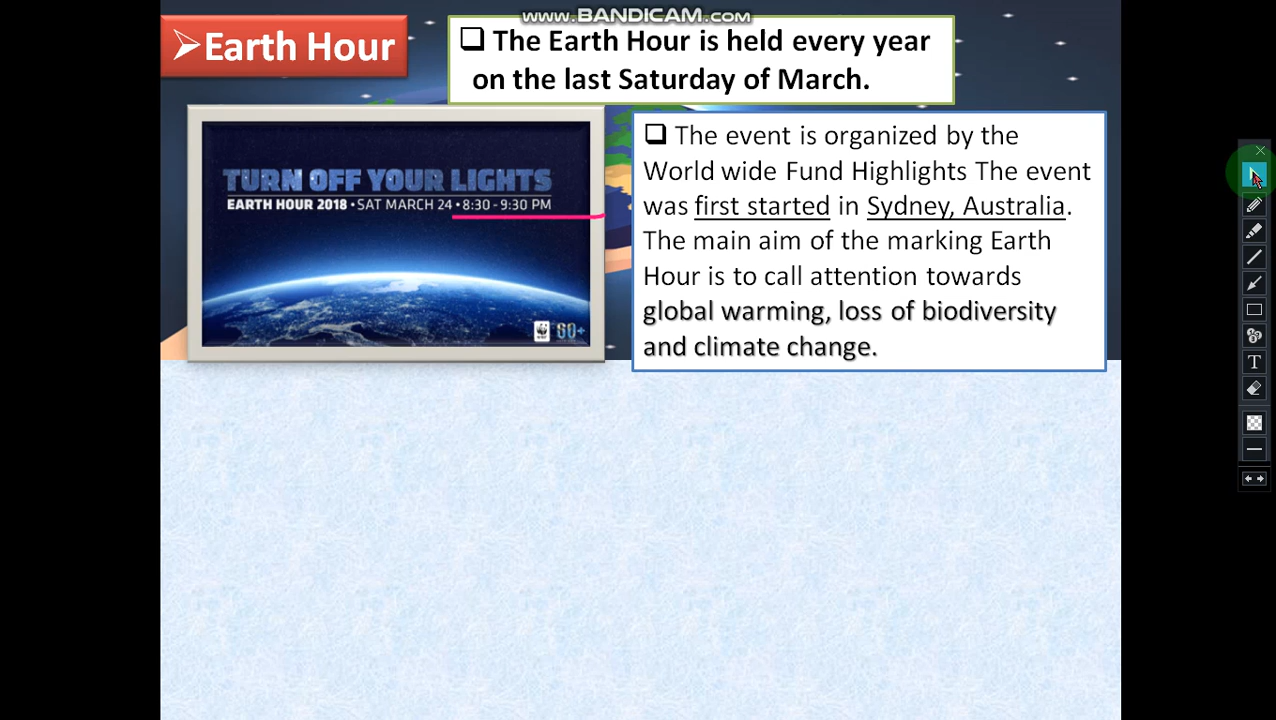 www.BANDICAM.com
➢Earth Hour
❑ The Earth Hour is held every year
on the last Saturday of March.
TURN OFF YOUR LIGHTS
EARTH HOUR 2018 • SAT MARCH 24 • 8:30 - 9:30 PM
WWF 60+
❑ The event is organized by the
World wide Fund Highlights The event
was first started in Sydney, Australia.
The main aim of the marking Earth
Hour is to call attention towards
global warming, loss of biodiversity
and climate change.
T